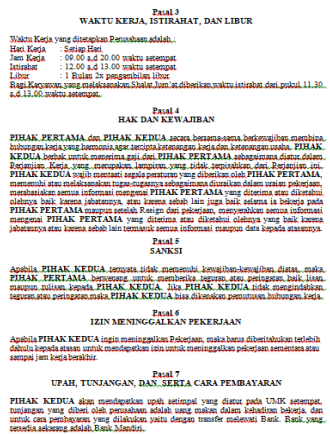 Pasal 3
WAKTU KERJA, ISTIRAHAT, DAN LIBUR
Waktu Kerja yang ditetapkan Perusahaan adalah :
Hari Kerja : Setiap Hari
Jam Kerja : 09.00 s.d 20.00 waktu setempat
Istirahat : 12.00 s.d 13.00 waktu setempat
Libur : 1 Bulan 2x pengambilan libur
Bagi Karyawan yang melaksanakan Shalat Jum'at diberikan waktu istirahat dari pukul 11.30
s.d 13.00 waktu setempat.
Pasal 4
HAK DAN KEWAJIBAN
PIHAK PERTAMA dan PIHAK KEDUA secara bersama-sama berkewajiban membina
hubungan kerja yang harmonis agar tercipta ketenangan kerja dan ketenangan usaha. PIHAK
KEDUA berhak untuk menerima gaji dari PIHAK PERTAMA sebagaimana diatur dalam
Perjanjian Kerja yang merupakan lampiran yang tidak terpisahkan dari Perjanjian ini.
PIHAK KEDUA wajib mentaati segala peraturan yang diberikan oleh PIHAK PERTAMA,
memenuhi atau melaksanakan tugas-tugasnya sebagaimana diuraikan dalam uraian pekerjaan,
merahasiakan semua informasi mengenai PIHAK PERTAMA yang diterima atau diketahui
olehnya baik karena jabatannya, atau karena sebab lain juga baik selama ia bekerja pada
PIHAK PERTAMA maupun setelah Resign dari pekerjaan, menyerahkan semua informasi
mengenai PIHAK PERTAMA yang diterima atau diketahui olehnya yang baik karena
jabatannya atau karena sebab lain termasuk semua informasi maupun data kepada atasannya.
Pasal 5
SANKSI
Apabila PIHAK KEDUA ternyata tidak memenuhi kewajiban-kewajiban diatas, maka
PIHAK PERTAMA berwenang untuk memberika teguran atau peringatan baik lisan
maupun tulisan kepada PIHAK KEDUA. Jika PIHAK KEDUA tidak mengindahkan
teguran atau peringatan maka PIHAK KEDUA bisa dikenakan pemutusan hubungan kerja.
Pasal 6
IZIN MENINGGALKAN PEKERJAAN
Apabila PIHAK KEDUA ingin meninggalkan Pekerjaan, maka harus diberitahukan terlebih
dahulu kepada atasan untuk mendapatkan izin untuk meninggalkan pekerjaan sementara atau
sampai jam kerja berakhir.
Pasal 7
UPAH, TUNJANGAN, DAN SERTA CARA PEMBAYARAN
PIHAK KEDUA akan mendapatkan upah setimpal yang diatur pada UMK setempat,
tunjangan yang diberi oleh perusahaan adalah uang makan dalam kehadiran bekerja, dan
untuk cara pembayaran yang dilakukan yaitu dengan transfer melewati Bank. Bank yang
tersedia sekarang adalah Bank Mandiri.